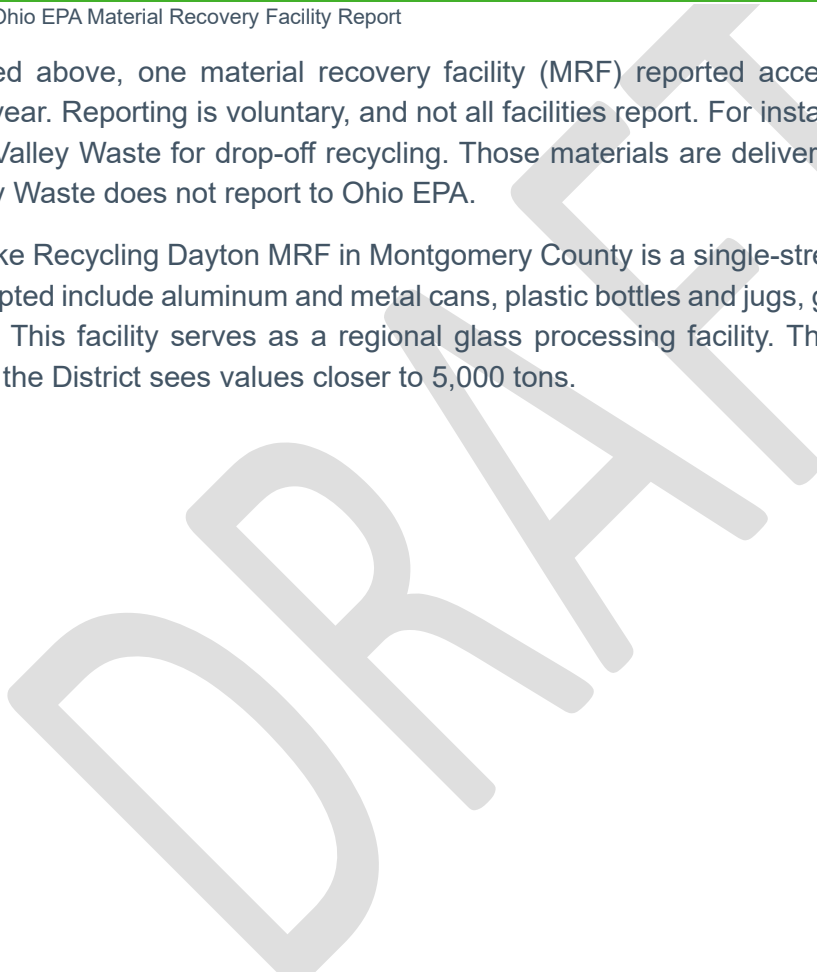 Ohio EPA Material Recovery Facility Report
ed above, one material recovery facility (MRF) reported acce
year. Reporting is voluntary, and not all facilities report. For insta
Valley Waste for drop-off recycling. Those materials are deliver
y Waste does not report to Ohio EPA.
ke Recycling Dayton MRF in Montgomery County is a single-stre
pted include aluminum and metal cans, plastic bottles and jugs, g
This facility serves as a regional glass processing facility. Th
the District sees values closer to 5,000 tons.
DRAFT